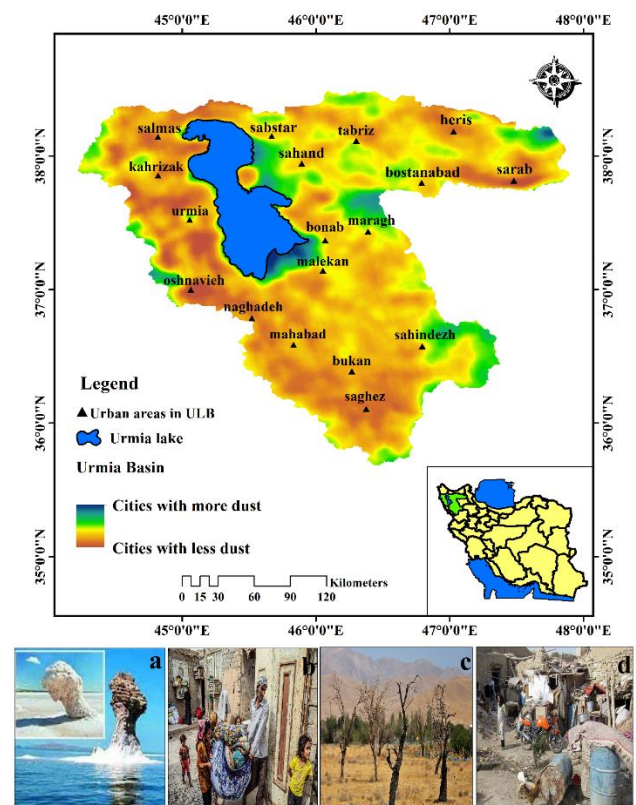 45°0'0"E 46°0'0"E 47°0'0"E 48°0'0"E
38°0'0"N
37°0'0"N
36°0'0"N
35°0'0"N
38°0'0"N
37°0'0"N
36°0'0"N
35°0'0"N
heris
salmas
sabstar
tabriz
sahand
kahrizak
bostanabad
sarab
urmia
maragh
bonab
malekan
oshnavieh
naghadeh
mahabad
sahindezh
bukan
saghez
Legend
Urban areas in ULB
Urmia lake
Urmia Basin
Cities with more dust
Cities with less dust
Kilometers
0 15 30 60 90 120
45°0'0"E 46°0'0"E 47°0'0"E 48°0'0"E
a
b
c
d